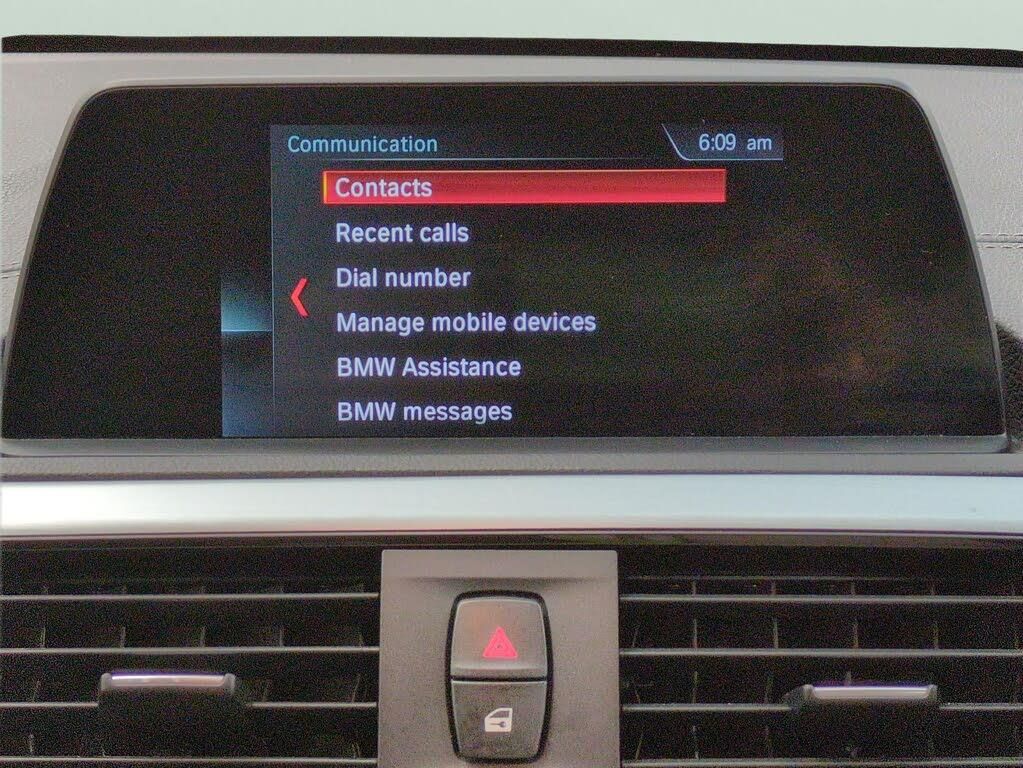 Communication
6:09 am
Contacts
Recent calls
Dial number
Manage mobile devices
BMW Assistance
BMW messages